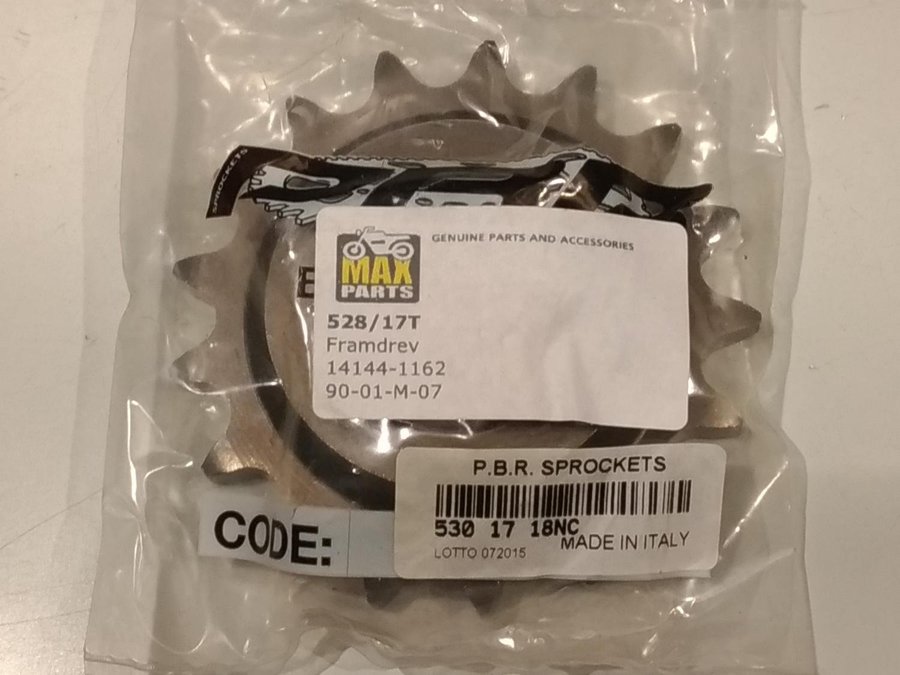 SPROCKETS
GENUINE PARTS AND ACCESSORIES
MAX
PARTS
528/17T
Framdrev
14144-1162
90-01-M-07
P.B.R. SPROCKETS
530 17 18NC
LOTTO 072015 MADE IN ITALY
CODE: